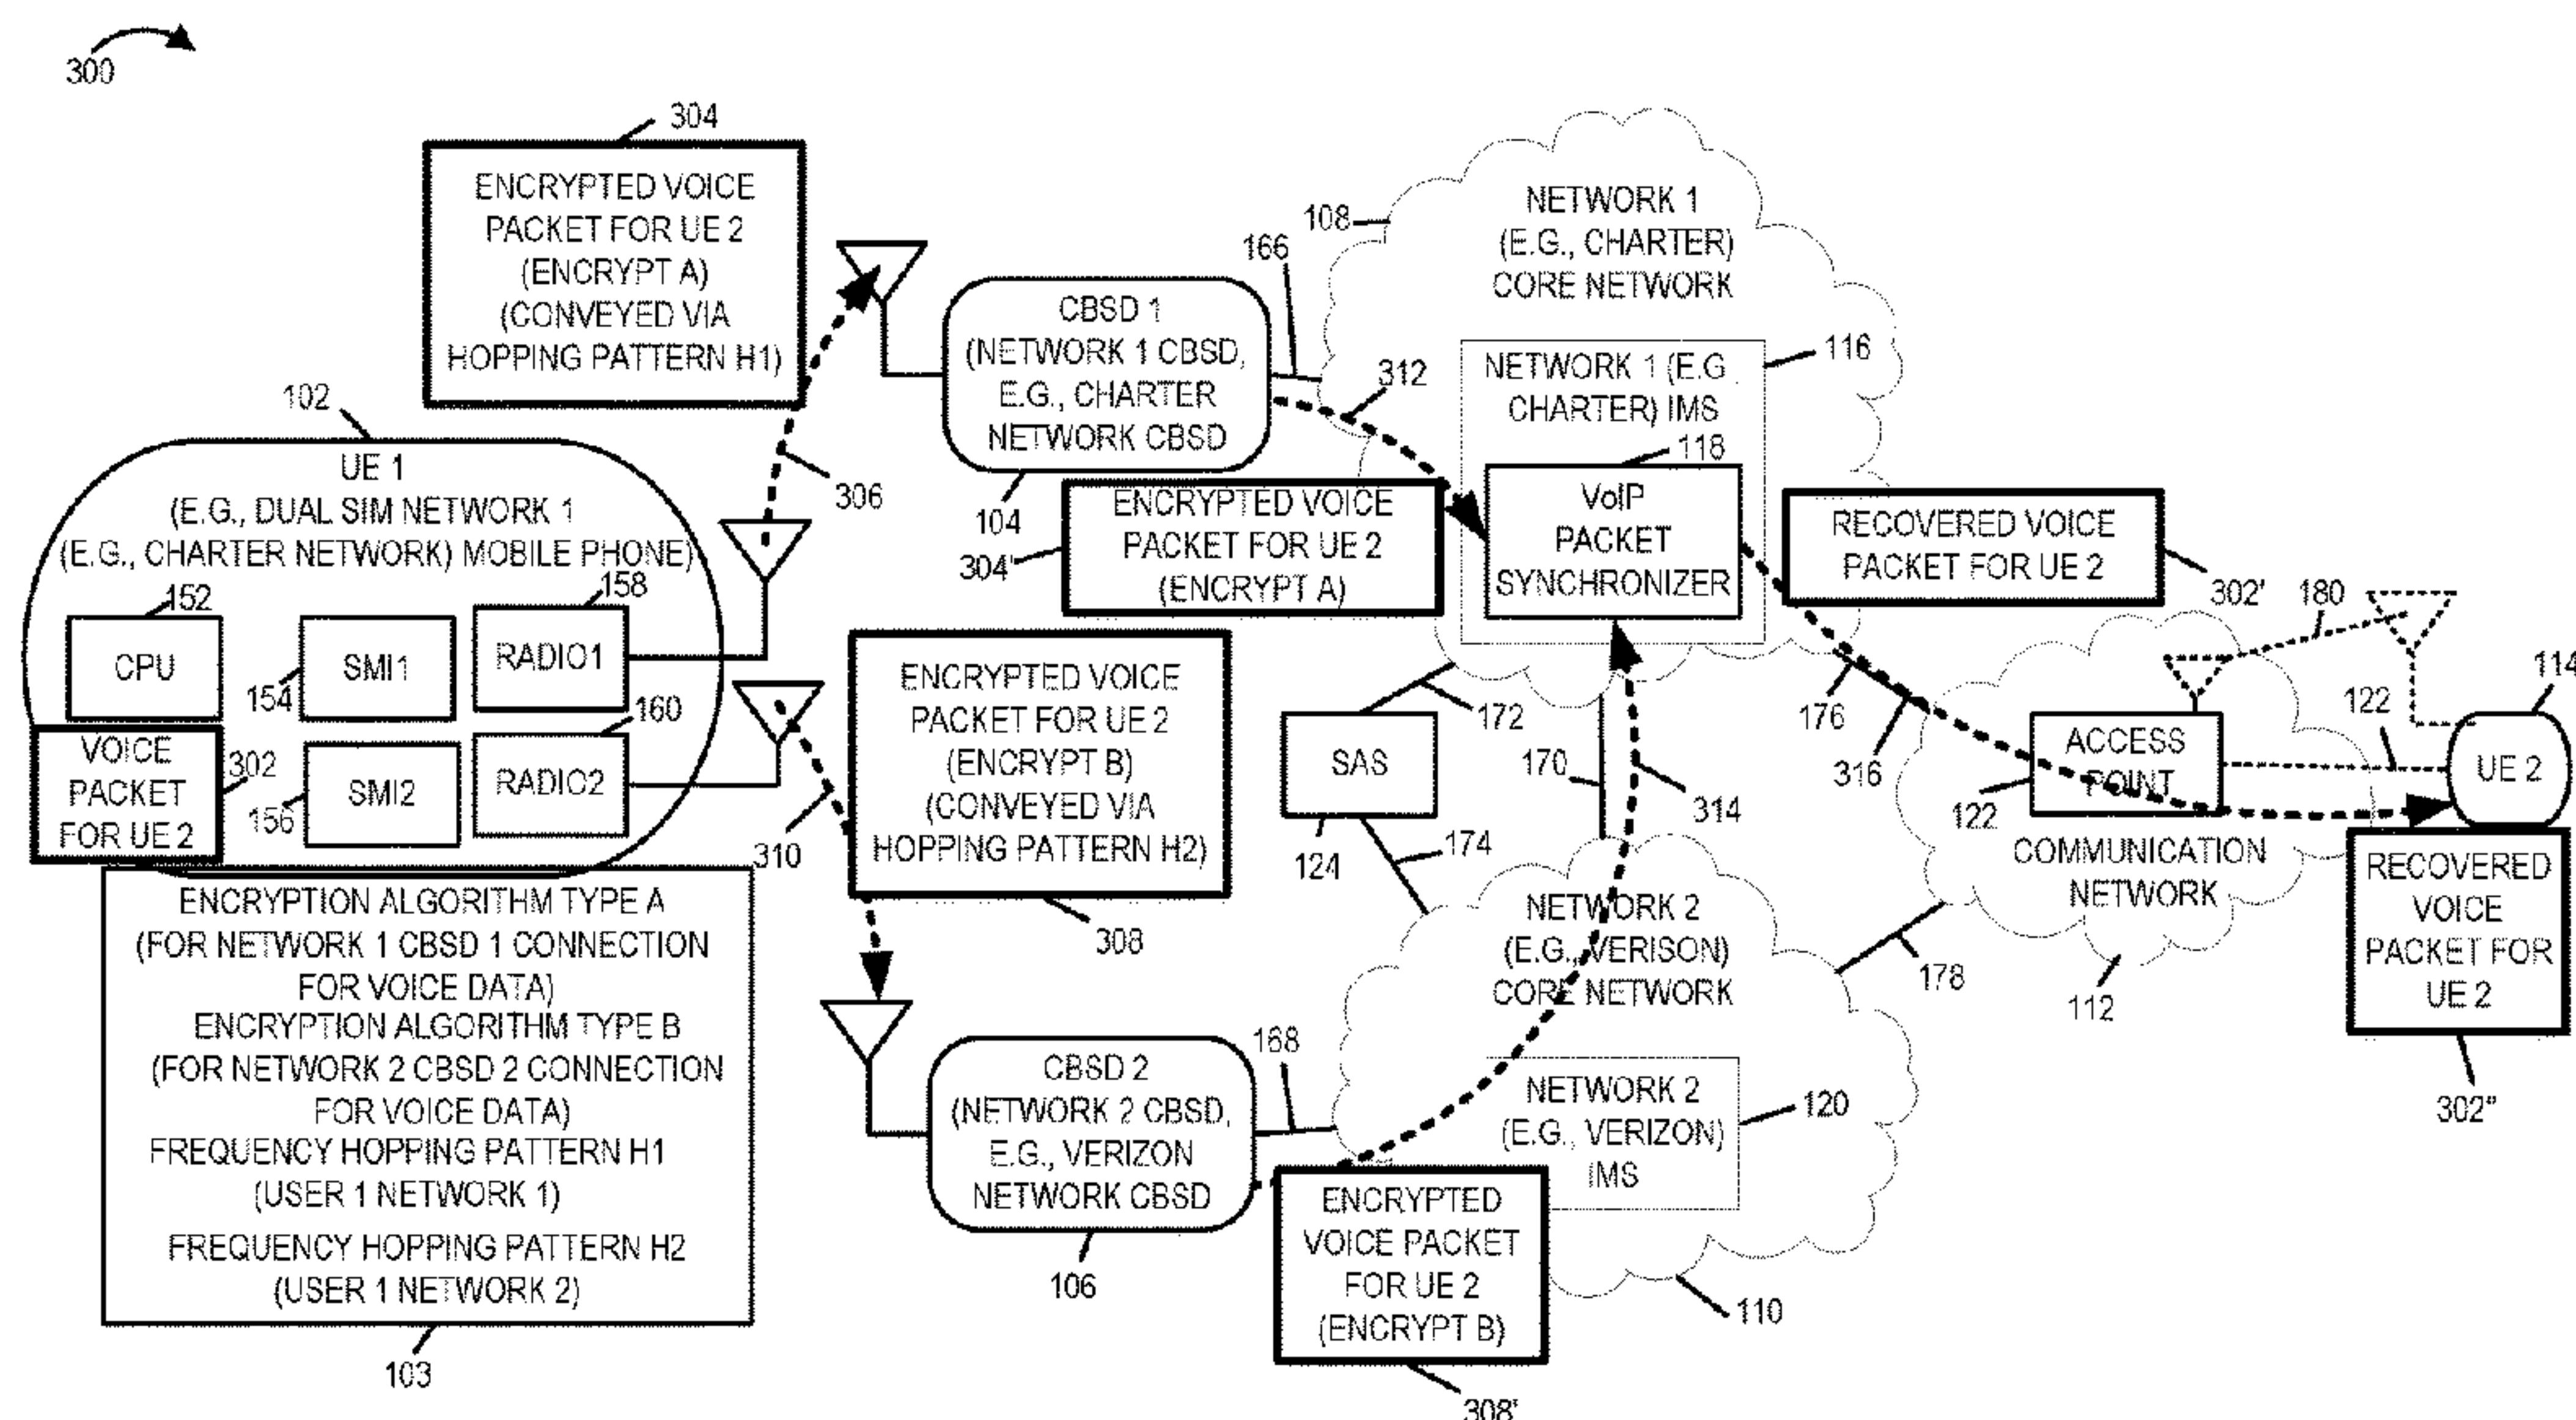 300
304
ENCRYPTED VOICE
PACKET FOR UE 2
(ENCRYPT A)
(CONVEYED VIA
HOPPING PATTERN H1)
102
UE 1
(E.G., DUAL SIM NETWORK 1
(E.G., CHARTER NETWORK) MOBILE PHONE)
152
CPU
154
SMI1
158
RADIO1
VOICE
PACKET
FOR UE 2
302
156
SMI2
160
RADIO2
306
310
ENCRYPTION ALGORITHM TYPE A
(FOR NETWORK 1 CBSD 1 CONNECTION
FOR VOICE DATA)
ENCRYPTION ALGORITHM TYPE B
(FOR NETWORK 2 CBSD 2 CONNECTION
FOR VOICE DATA)
FREQUENCY HOPPING PATTERN H1
(USER 1 NETWORK 1)
FREQUENCY HOPPING PATTERN H2
(USER 1 NETWORK 2)
103
CBSD 1
(NETWORK 1 CBSD,
E.G., CHARTER
NETWORK CBSD
104
166
312
ENCRYPTED VOICE
PACKET FOR UE 2
(ENCRYPT A)
304'
ENCRYPTED VOICE
PACKET FOR UE 2
(ENCRYPT B)
(CONVEYED VIA
HOPPING PATTERN H2)
308
CBSD 2
(NETWORK 2 CBSD,
E.G., VERIZON
NETWORK CBSD
106
168
108
NETWORK 1
(E.G., CHARTER)
CORE NETWORK
NETWORK 1 (E.G.
CHARTER) IMS
116
118
VoIP
PACKET
SYNCHRONIZER
RECOVERED VOICE
PACKET FOR UE 2
302'
172
SAS
124
174
170
314
176
316
NETWORK 2
(E.G., VERISON)
CORE NETWORK
NETWORK 2
(E.G., VERIZON)
IMS
120
ENCRYPTED
VOICE PACKET
FOR UE 2
(ENCRYPT B)
308'
110
178
180
ACCESS
POINT
122
122
COMMUNICATION
NETWORK
112
114
UE 2
RECOVERED
VOICE
PACKET FOR
UE 2
302"